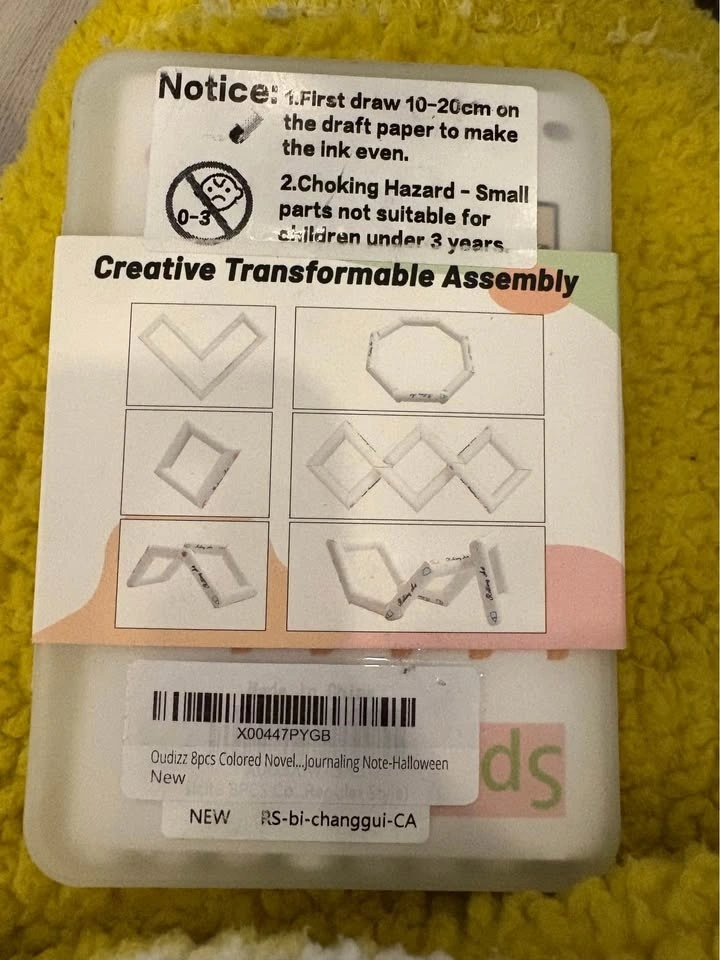 Notice:
1.First draw 10-20cm on
the draft paper to make
the ink even.
0-3
2.Choking Hazard - Small
parts not suitable for
children under 3 years.
Creative Transformable Assembly
X00447PYGB
Oudizz 8pcs Colored Novel...Journaling Note-Halloween
New
ds
NEW RS-bi-changgui-CA